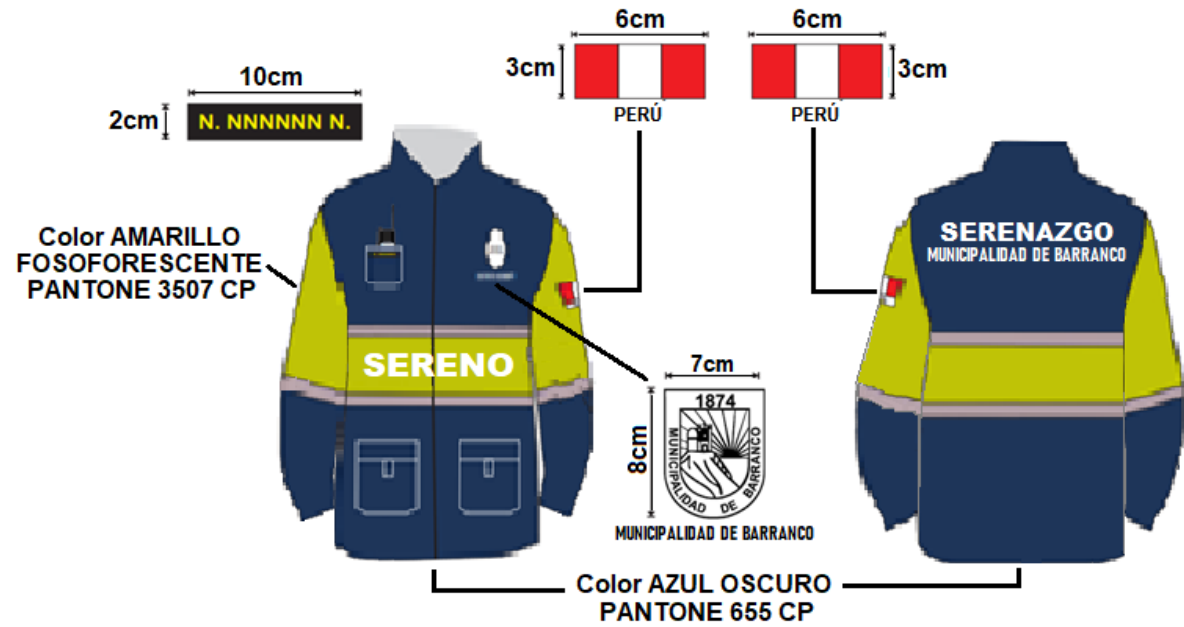 6cm
6cm
3cm
3cm
PERÚ
PERÚ
10cm
2cm
N. NNNNNN N.
Color AMARILLO
FOSOFORESCENTE
PANTONE 3507 CP
SERENO
SERENAZGO
MUNICIPALIDAD DE BARRANCO
7cm
8cm
1874
MUNICIPALIDAD DE BARRANCO
MUNICIPALIDAD DE BARRANCO
Color AZUL OSCURO
PANTONE 655 CP